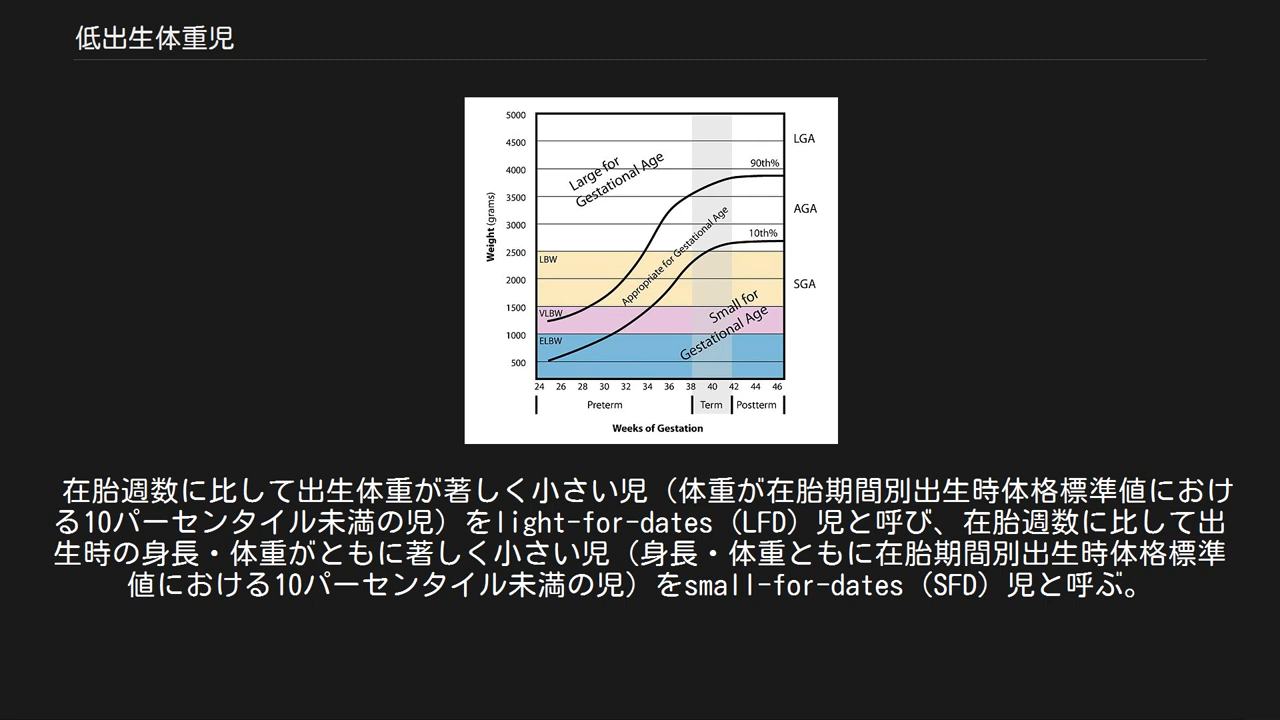 低出生体重児
5000
4500
4000
3500
3000
2500
2000
1500
1000
500
Weight (grams)
Large for
Gestational Age
Appropriate for Gestational Age
Small for
Gestational Age
90th%
10th%
LGA
AGA
SGA
LBW
VLBW
ELBW
24 26 28 30 32 34 36 38 40 42 44 46
Preterm Term Postterm
Weeks of Gestation
在胎週数に比して出生体重が著しく小さい児（体重が在胎期間別出生時体格標準値におけ
る10パーセンタイル未満の児）をlight-for-dates（LFD）児と呼び、在胎週数に比して出
生時の身長・体重がともに著しく小さい児（身長・体重ともに在胎期間別出生時体格標準
値における10パーセンタイル未満の児）をsmall-for-dates（SFD）児と呼ぶ。